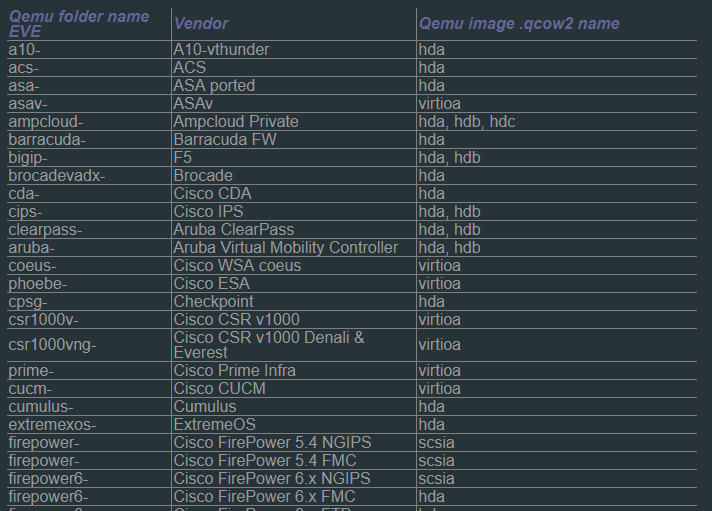 Qemu folder name EVE Vendor Qemu image .qcow2 name
a10- A10-vthunder hda
acs- ACS hda
asa- ASA ported hda
asav- ASAv virtioa
ampcloud- Ampcloud Private hda, hdb, hdc
barracuda- Barracuda FW hda
bigip- F5 hda, hdb
brocadevadx- Brocade hda
cda- Cisco CDA hda
cips- Cisco IPS hda, hdb
clearpass- Aruba ClearPass hda, hdb
aruba- Aruba Virtual Mobility Controller hda, hdb
coeus- Cisco WSA coeus virtioa
phoebe- Cisco ESA virtioa
cpsg- Checkpoint hda
csr1000v- Cisco CSR v1000 virtioa
csr1000vng- Cisco CSR v1000 Denali & Everest virtioa
prime- Cisco Prime Infra virtioa
cucm- Cisco CUCM virtioa
cumulus- Cumulus hda
extremexos- ExtremeOS hda
firepower- Cisco FirePower 5.4 NGIPS scsia
firepower- Cisco FirePower 5.4 FMC scsia
firepower6- Cisco FirePower 6.x NGIPS scsia
firepower6- Cisco FirePower 6.x FMC hda